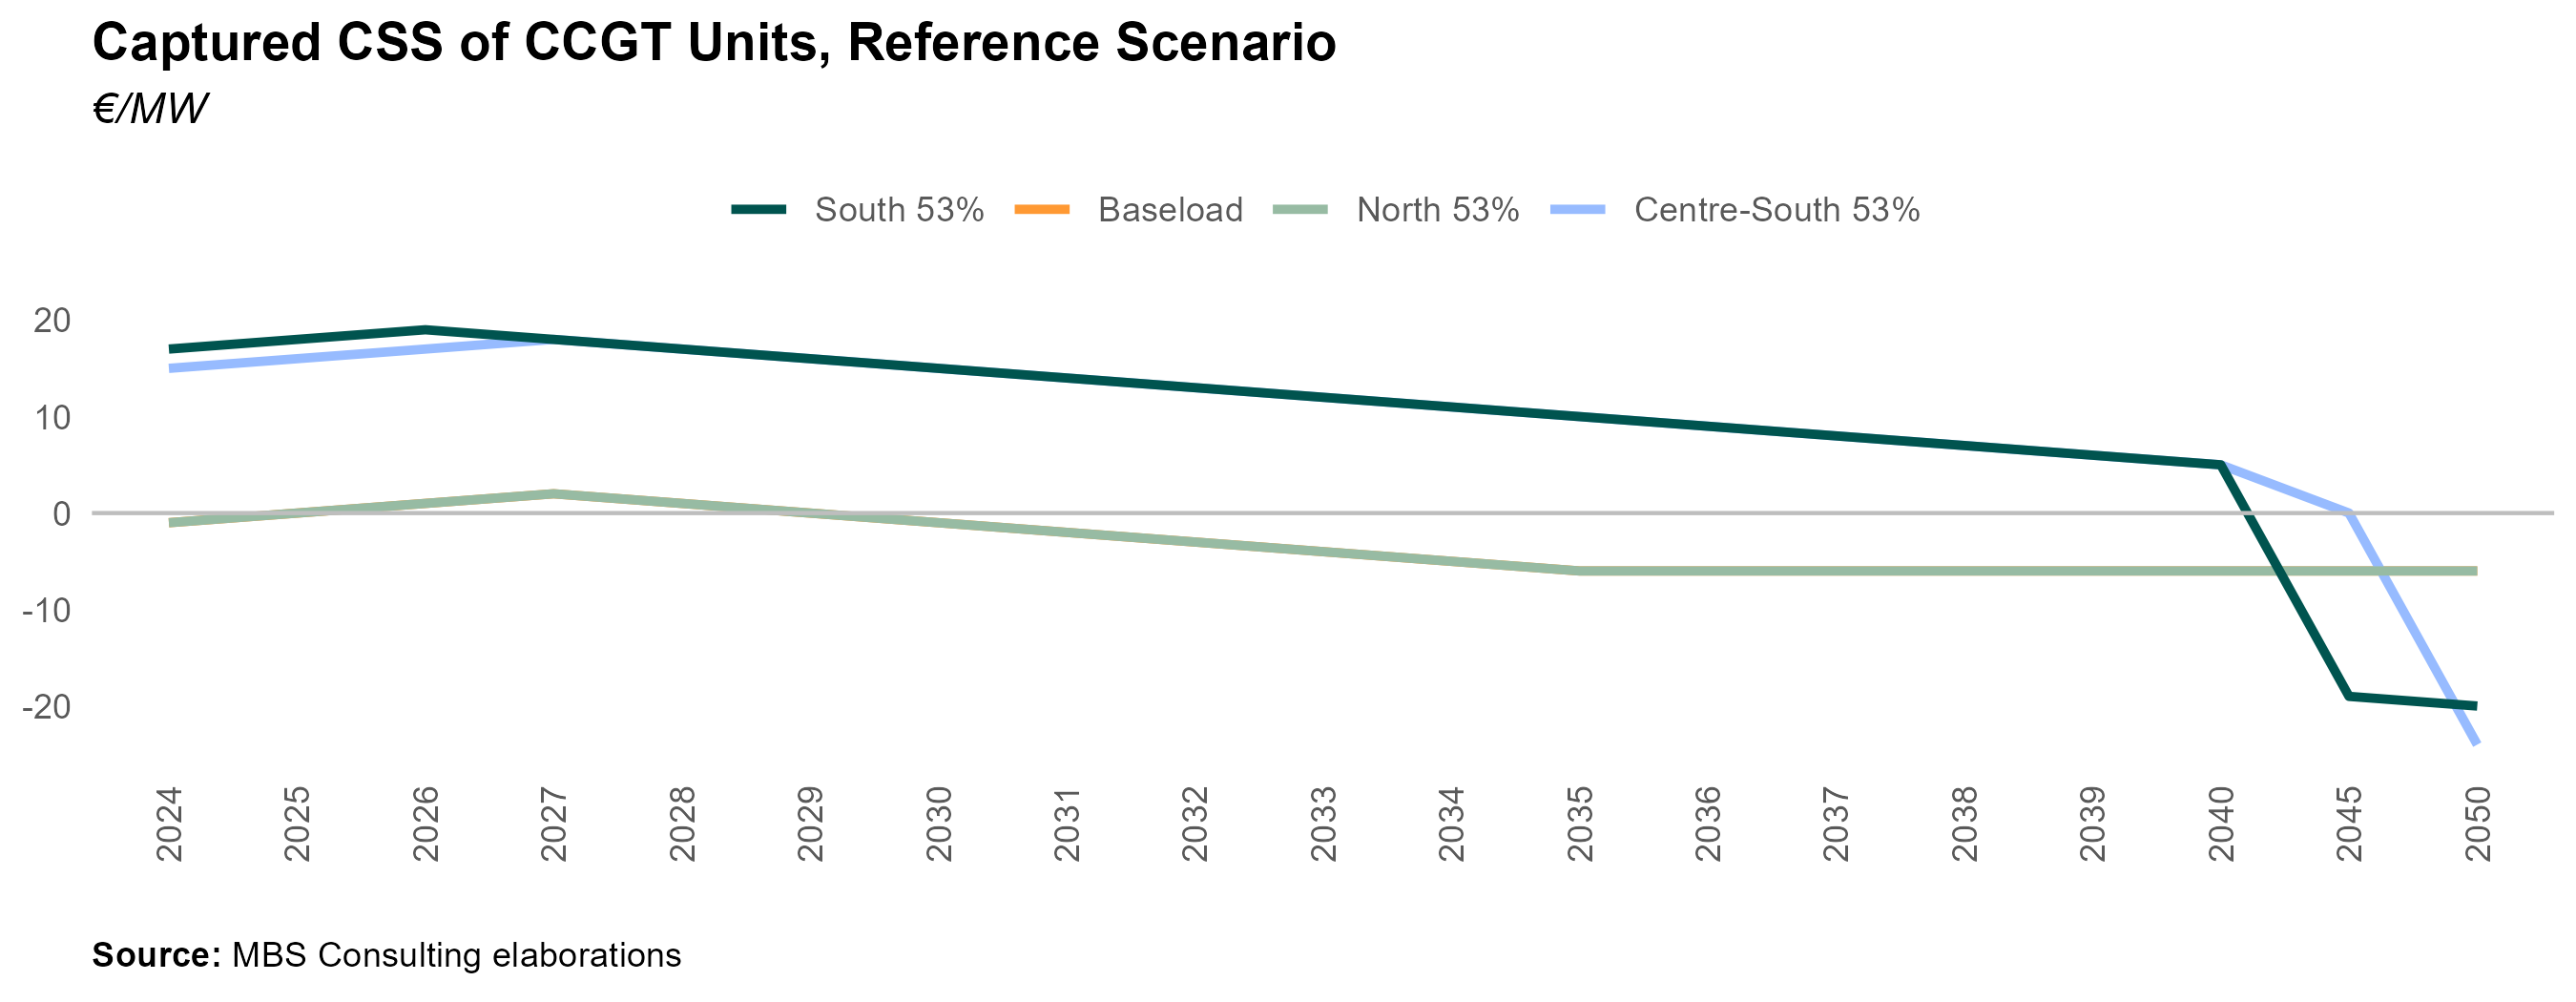 Captured CSS of CCGT Units, Reference Scenario
€/MW
South 53% Baseload North 53% Centre-South 53%
20
10
0
-10
-20
2024 2025 2026 2027 2028 2029 2030 2031 2032 2033 2034 2035 2036 2037 2038 2039 2040 2045 2050
Source: MBS Consulting elaborations